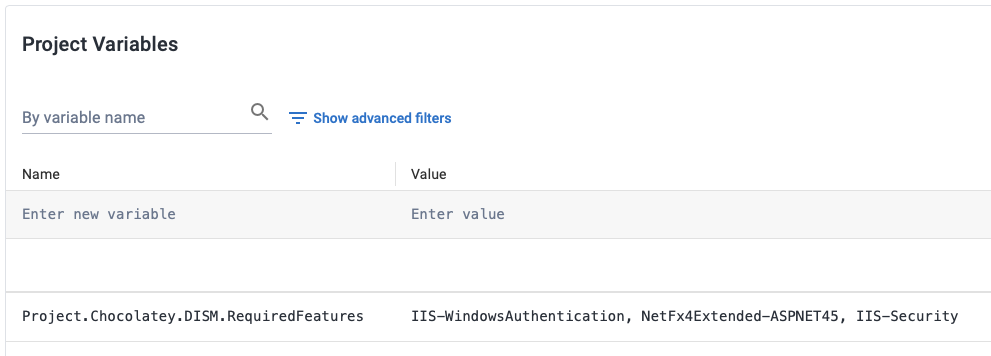 Project Variables
By variable name
Show advanced filters
Name Value
Enter new variable Enter value
Project.Chocolatey.DISM.RequiredFeatures IIS-WindowsAuthentication, NetFx4Extended-ASPNET45, IIS-Security